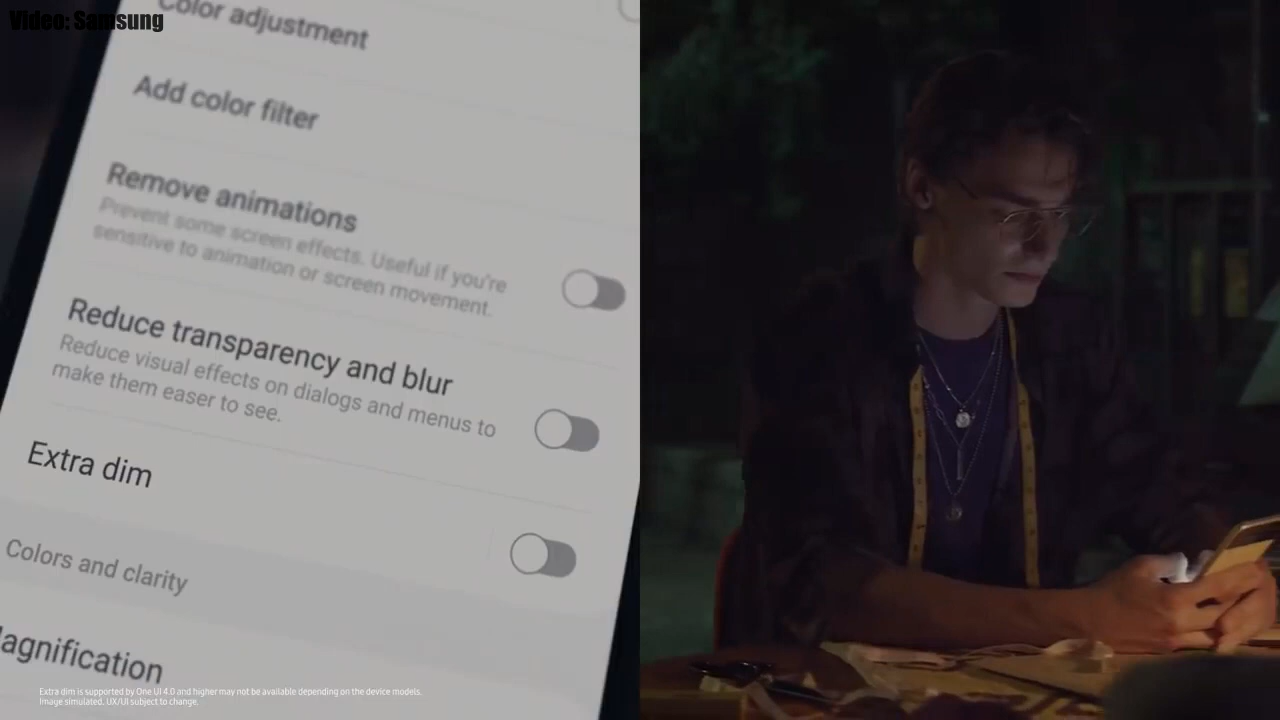 Video: Samsung
Color adjustment
Add color filter
Remove animations
Prevent some screen effects. Useful if you're
sensitive to animation or screen movement.
Reduce transparency and blur
Reduce visual effects on dialogs and menus to
make them easier to see.
Extra dim
Colors and clarity
agnification
Extra dim is supported by One UI 4.0 and higher may not be available depending on the device models.
Image simulated. UX/UI subject to change.